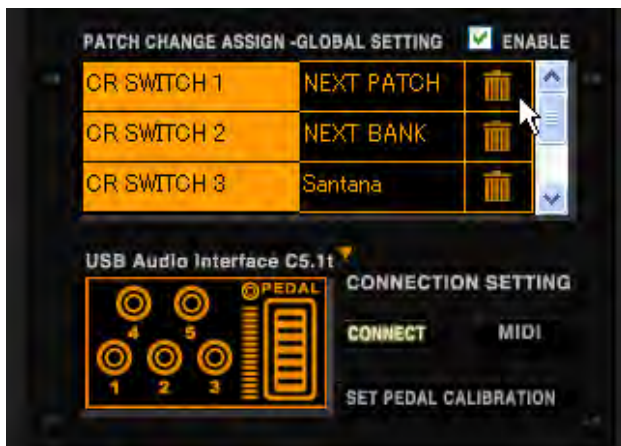 PATCH CHANGE ASSIGN -GLOBAL SETTING ENABLE
CR SWITCH 1 NEXT PATCH
CR SWITCH 2 NEXT BANK
CR SWITCH 3 Santana
USB Audio Interface C5.1t
CONNECTION SETTING
PEDAL
4 5
CONNECT MIDI
1 2 3
SET PEDAL CALIBRATION